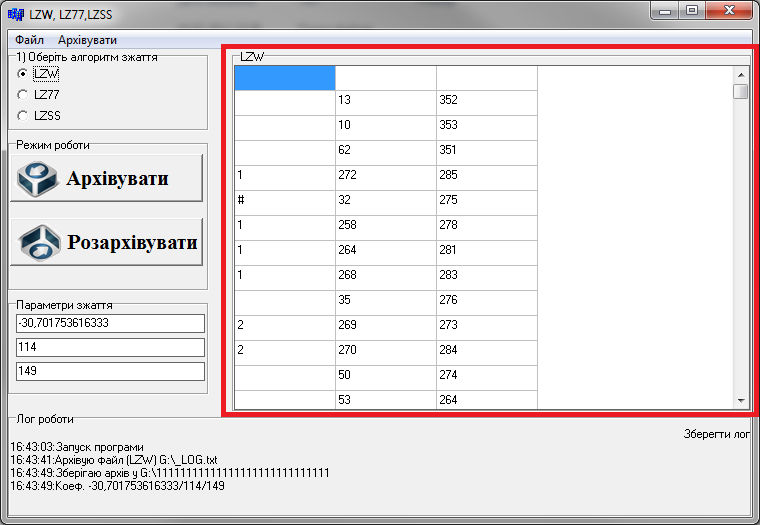 LZW, LZ77,LZSS
Файл Архівувати
1) Оберіть алгоритм зжаття
LZW
LZ77
LZSS
Режим роботи
Архівувати
Розархівувати
Параметри зжаття
-30,701753616333
114
149
LZW
13 352
10 353
62 351
1 272 285
# 32 275
1 258 278
1 264 281
1 268 283
35 276
2 269 273
2 270 284
50 274
53 264
Лог роботи
Зберегти лог
16:43:03:Запуск програми
16:43:41:Архівую файл (LZW) G:\_LOG.txt
16:43:49:Зберігаю архів у G:\1111111111111111111111111111
16:43:49:Коеф. -30,701753616333/114/149